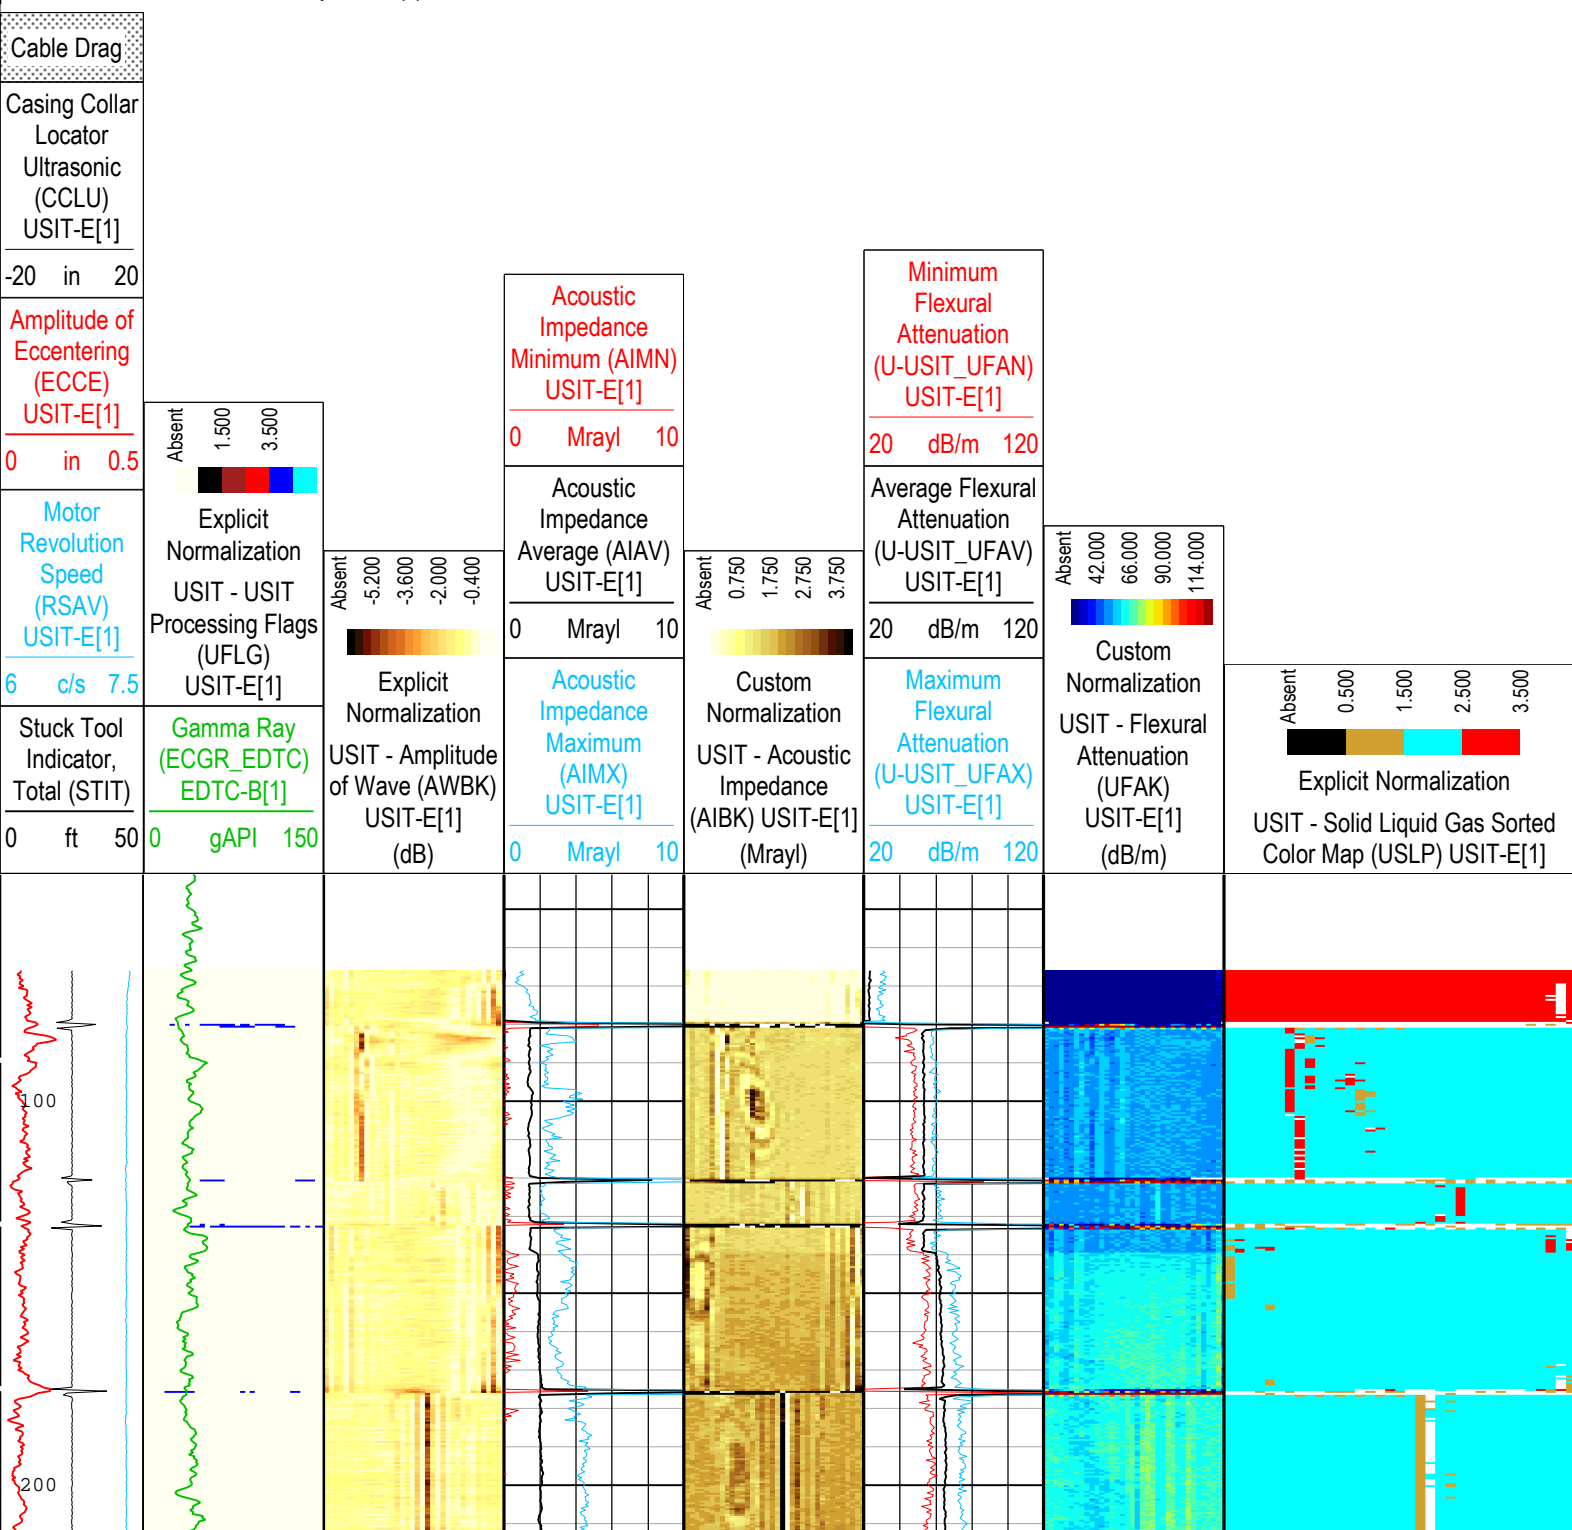 Cable Drag
Casing Collar
Locator
Ultrasonic
(CCLU)
USIT-E[1]
-20 in 20
Amplitude of
Eccentering
(ECCE)
USIT-E[1]
0 in 0.5
Motor
Revolution
Speed
(RSAV)
USIT-E[1]
6 c/s 7.5
Stuck Tool
Indicator,
Total (STIT)
0 ft 50
Absent
1.500
3.500
Explicit
Normalization
USIT - USIT
Processing Flags
(UFLG)
USIT-E[1]
Gamma Ray
(ECGR_EDTC)
EDTC-B[1]
0 gAPI 150
Absent
-5.200
-3.600
-2.000
-0.400
Explicit
Normalization
USIT - Amplitude
of Wave (AWBK)
USIT-E[1]
(dB)
Acoustic
Impedance
Minimum (AIMN)
USIT-E[1]
0 Mrayl 10
Acoustic
Impedance
Average (AIAV)
USIT-E[1]
0 Mrayl 10
Acoustic
Impedance
Maximum
(AIMX)
USIT-E[1]
0 Mrayl 10
Absent
0.750
1.750
2.750
3.750
Custom
Normalization
USIT - Acoustic
Impedance
(AIBK) USIT-E[1]
(Mrayl)
Minimum
Flexural
Attenuation
(U-USIT_UFAN)
USIT-E[1]
20 dB/m 120
Average Flexural
Attenuation
(U-USIT_UFAV)
USIT-E[1]
20 dB/m 120
Maximum
Flexural
Attenuation
(U-USIT_UFAX)
USIT-E[1]
20 dB/m 120
Absent
42.000
66.000
90.000
114.000
Custom
Normalization
USIT - Flexural
Attenuation
(UFAK)
USIT-E[1]
(dB/m)
Absent
0.500
1.500
2.500
3.500
Explicit Normalization
USIT - Solid Liquid Gas Sorted
Color Map (USLP) USIT-E[1]
100
200